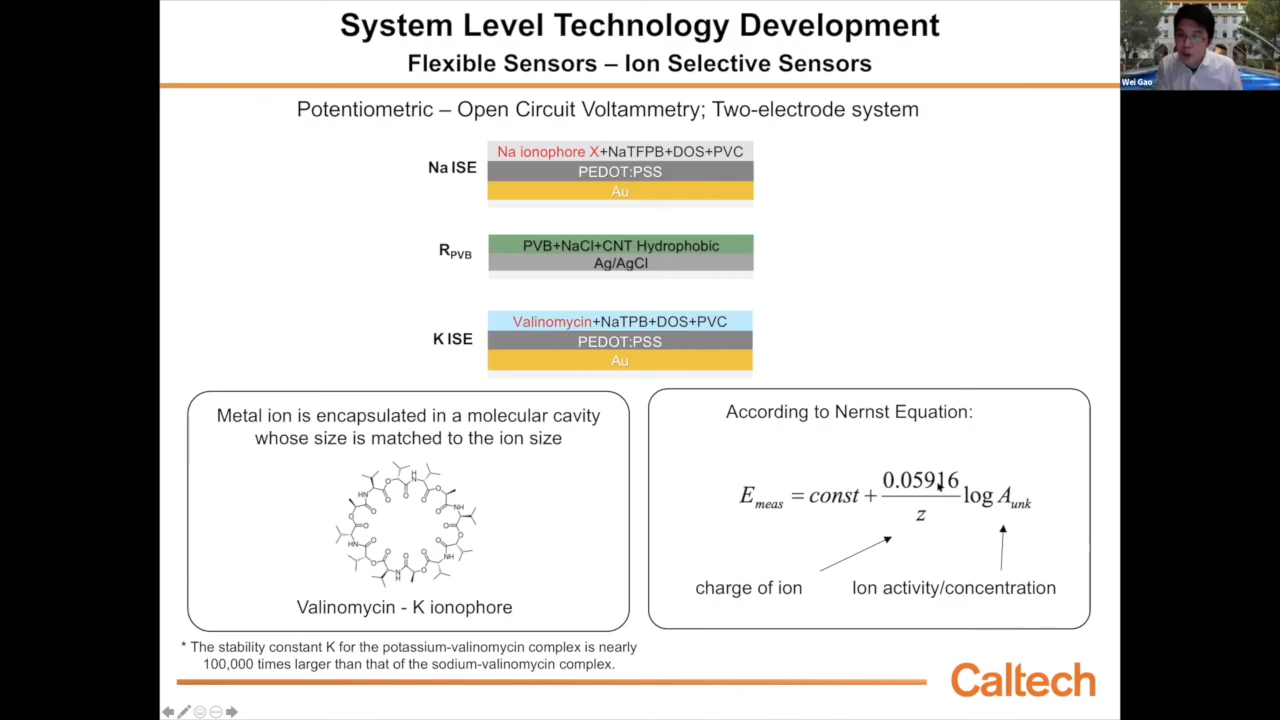 System Level Technology Development
Flexible Sensors – Ion Selective Sensors
Wei Gao
Potentiometric – Open Circuit Voltammetry; Two-electrode system
Na ISE
Na ionophore X+NaTFPB+DOS+PVC
PEDOT:PSS
Au
RPVB
PVB+NaCl+CNT Hydrophobic
Ag/AgCl
K ISE
Valinomycin+NaTPB+DOS+PVC
PEDOT:PSS
Au
Metal ion is encapsulated in a molecular cavity
whose size is matched to the ion size
Valinomycin - K ionophore
According to Nernst Equation:
Emeas = const + 0.05916/z log Aunk
charge of ion
Ion activity/concentration
* The stability constant K for the potassium-valinomycin complex is nearly
100,000 times larger than that of the sodium-valinomycin complex.
Caltech